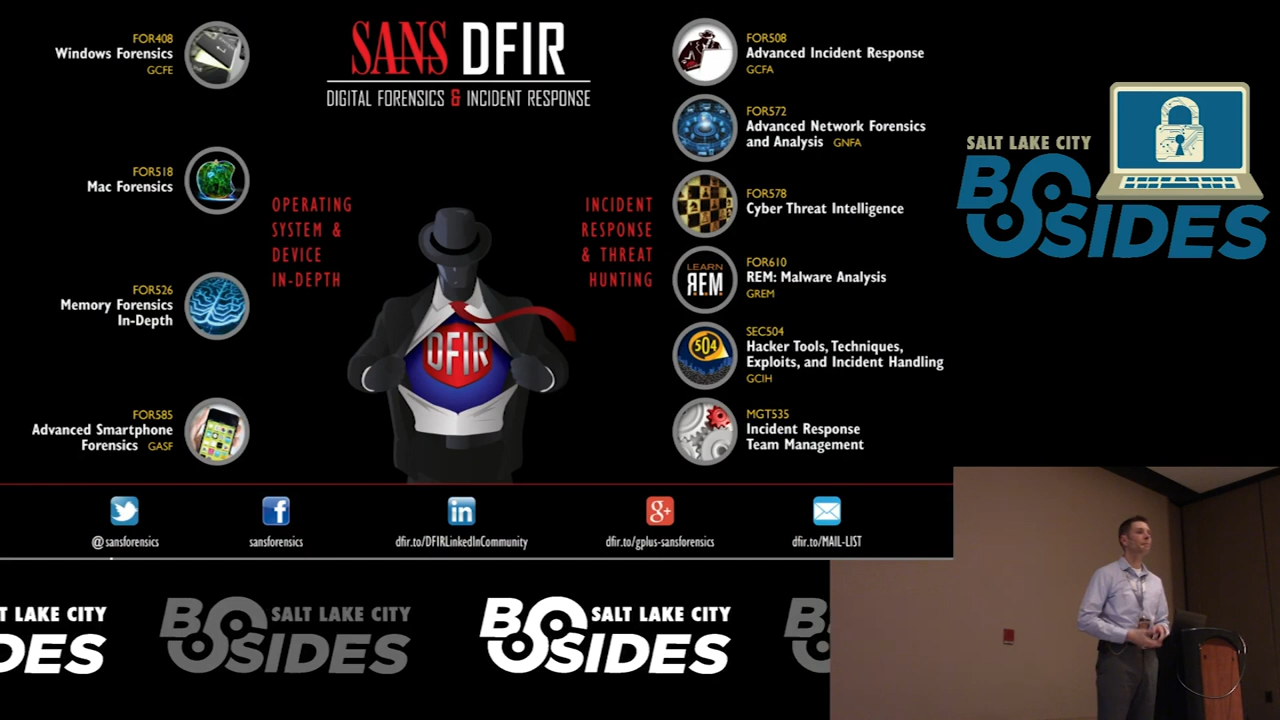 FOR408
Windows Forensics
GCFE
FOR518
Mac Forensics
FOR526
Memory Forensics
In-Depth
FOR585
Advanced Smartphone
Forensics GASF
SANS DFIR
DIGITAL FORENSICS & INCIDENT RESPONSE
OPERATING
SYSTEM &
DEVICE
IN-DEPTH
INCIDENT
RESPONSE
& THREAT
HUNTING
DFIR
FOR508
Advanced Incident Response
GCFA
FOR572
Advanced Network Forensics
and Analysis GNFA
FOR578
Cyber Threat Intelligence
LEARN
REM
FOR610
REM: Malware Analysis
GREM
504
SEC504
Hacker Tools, Techniques,
Exploits, and Incident Handling
GCIH
MGT535
Incident Response
Team Management
SALT LAKE CITY
BSIDES
@sansforensics
f
sansforensics
in
dfir.to/DFIRLinkedInCommunity
g+
dfir.to/gplus-sansforensics
dfir.to/MAIL-LIST
T LAKE CITY
DES
SALT LAKE CITY
BSIDES
SALT LAKE CITY
BSIDES
B